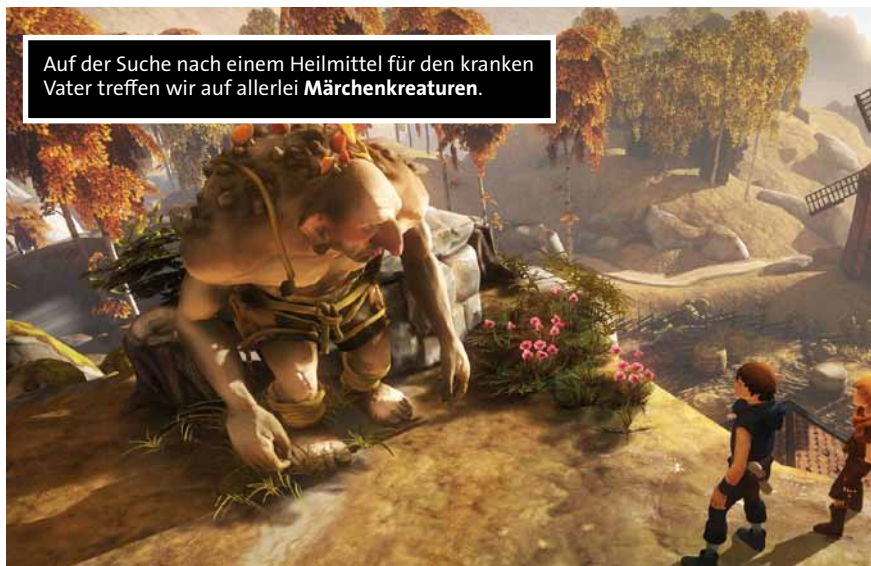 Auf der Suche nach einem Heilmittel für den kranken
Vater treffen wir auf allerlei Märchenkreaturen.